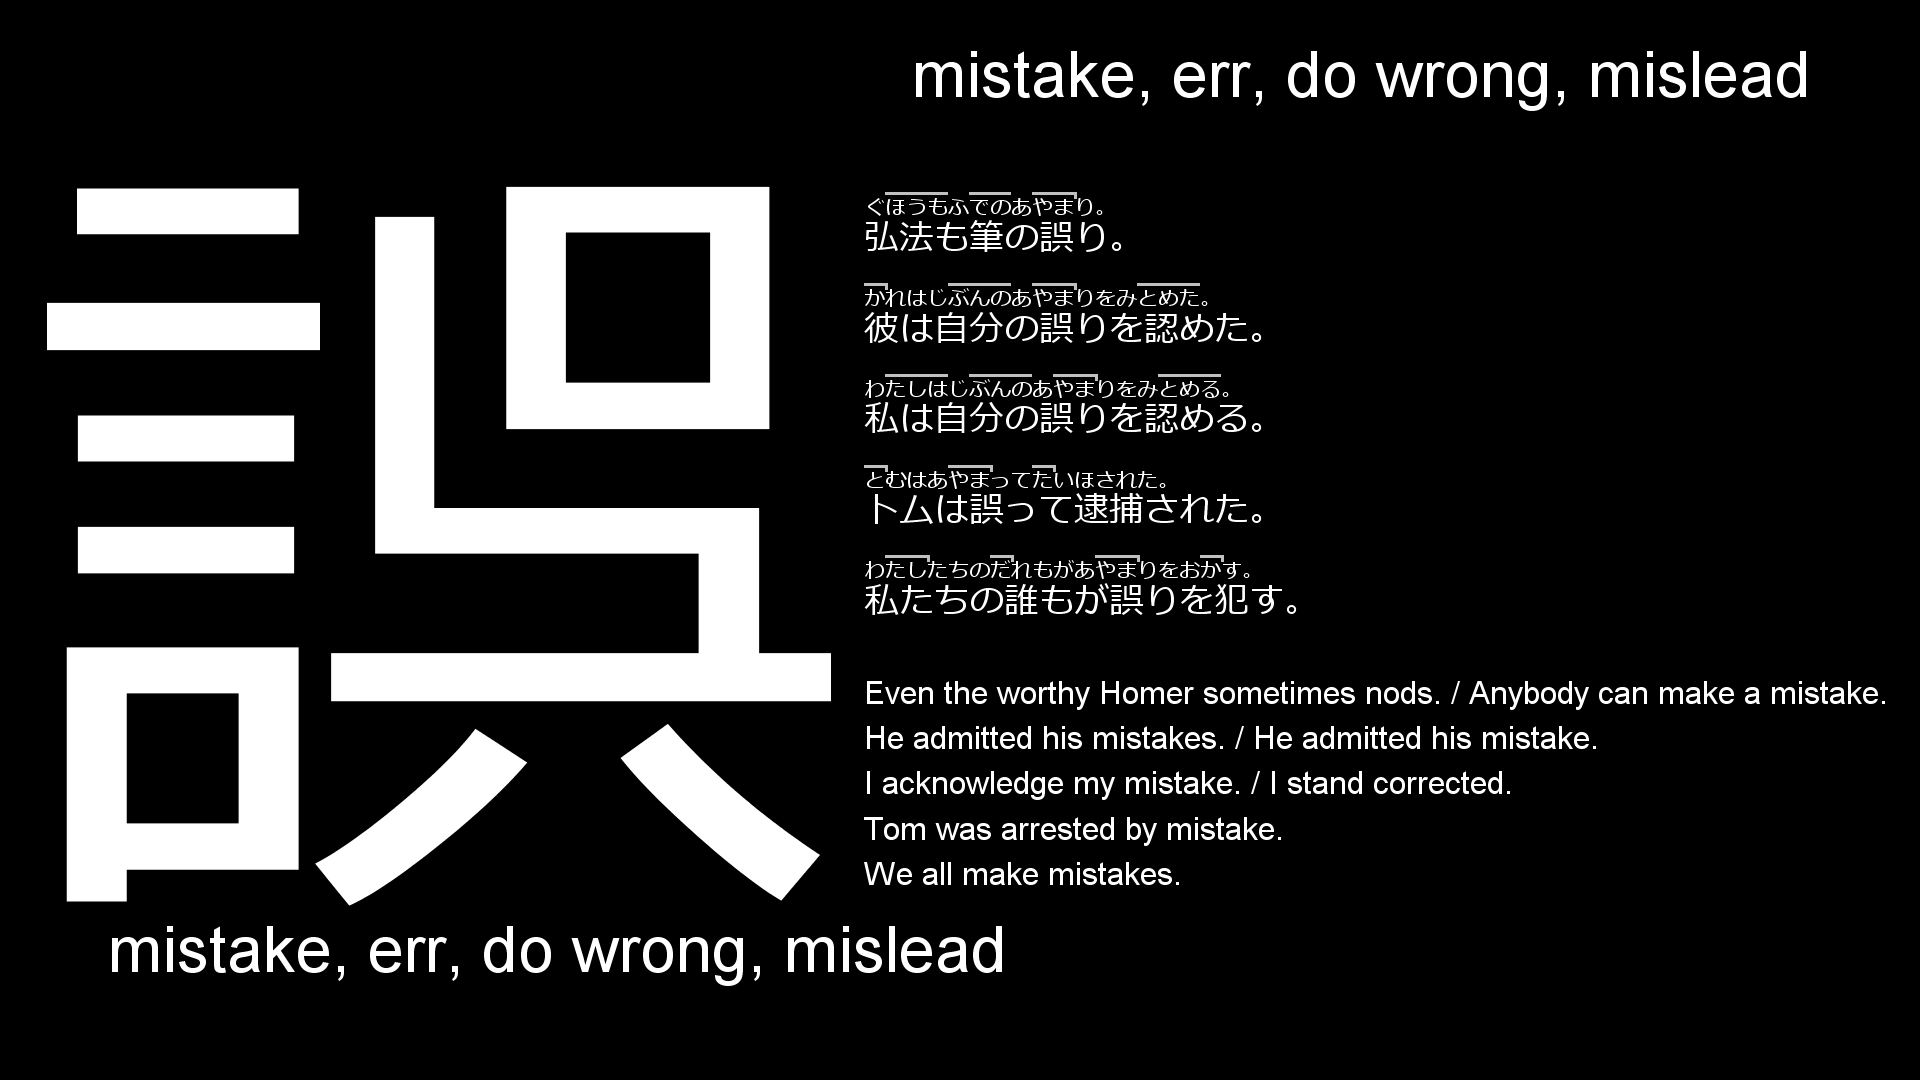 mistake, err, do wrong, mislead
誤
ぐほうもふでのあやまり。
弘法も筆の誤り。
かれはじぶんのあやまりをみとめた。
彼は自分の誤りを認めた。
わたしはじぶんのあやまりをみとめる。
私は自分の誤りを認める。
とむはあやまってたいほされた。
トムは誤って逮捕された。
わたしたちのだれもがあやまりをおかす。
私たちの誰もが誤りを犯す。
Even the worthy Homer sometimes nods. / Anybody can make a mistake.
He admitted his mistakes. / He admitted his mistake.
I acknowledge my mistake. / I stand corrected.
Tom was arrested by mistake.
We all make mistakes.
mistake, err, do wrong, mislead